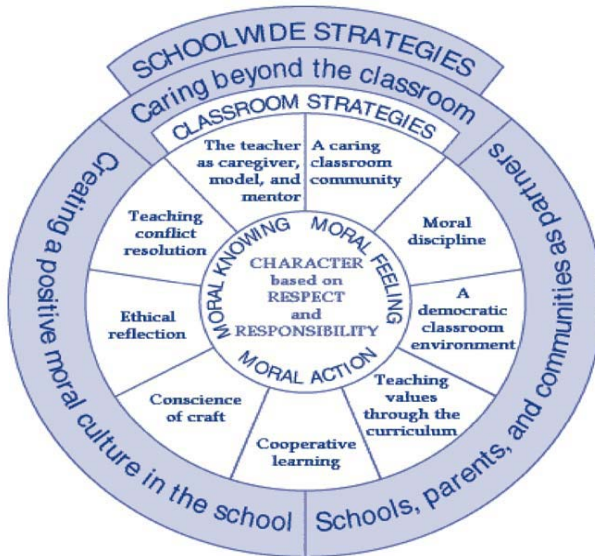 SCHOOLWIDE STRATEGIES
Caring beyond the classroom
CLASSROOM STRATEGIES
Creating a positive moral culture in the school
Schools, parents, and communities as partners
The teacher
as caregiver,
model, and
mentor
A caring
classroom
community
Moral
discipline
A
democratic
classroom
environment
Teaching
values
through the
curriculum
Cooperative
learning
Conscience
of craft
Ethical
reflection
Teaching
conflict
resolution
MORAL KNOWING
MORAL FEELING
MORAL ACTION
CHARACTER
based on
RESPECT
and
RESPONSIBILITY